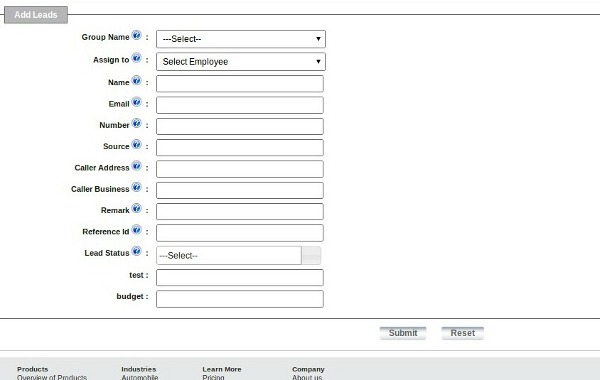 Add Leads
Group Name :
---Select--
Assign to :
Select Employee
Name :
Email :
Number :
Source :
Caller Address :
Caller Business :
Remark :
Reference Id :
Lead Status :
---Select--
test :
budget :
Submit Reset
Products Industries Learn More Company
Overview of Products Automobile Pricing About us